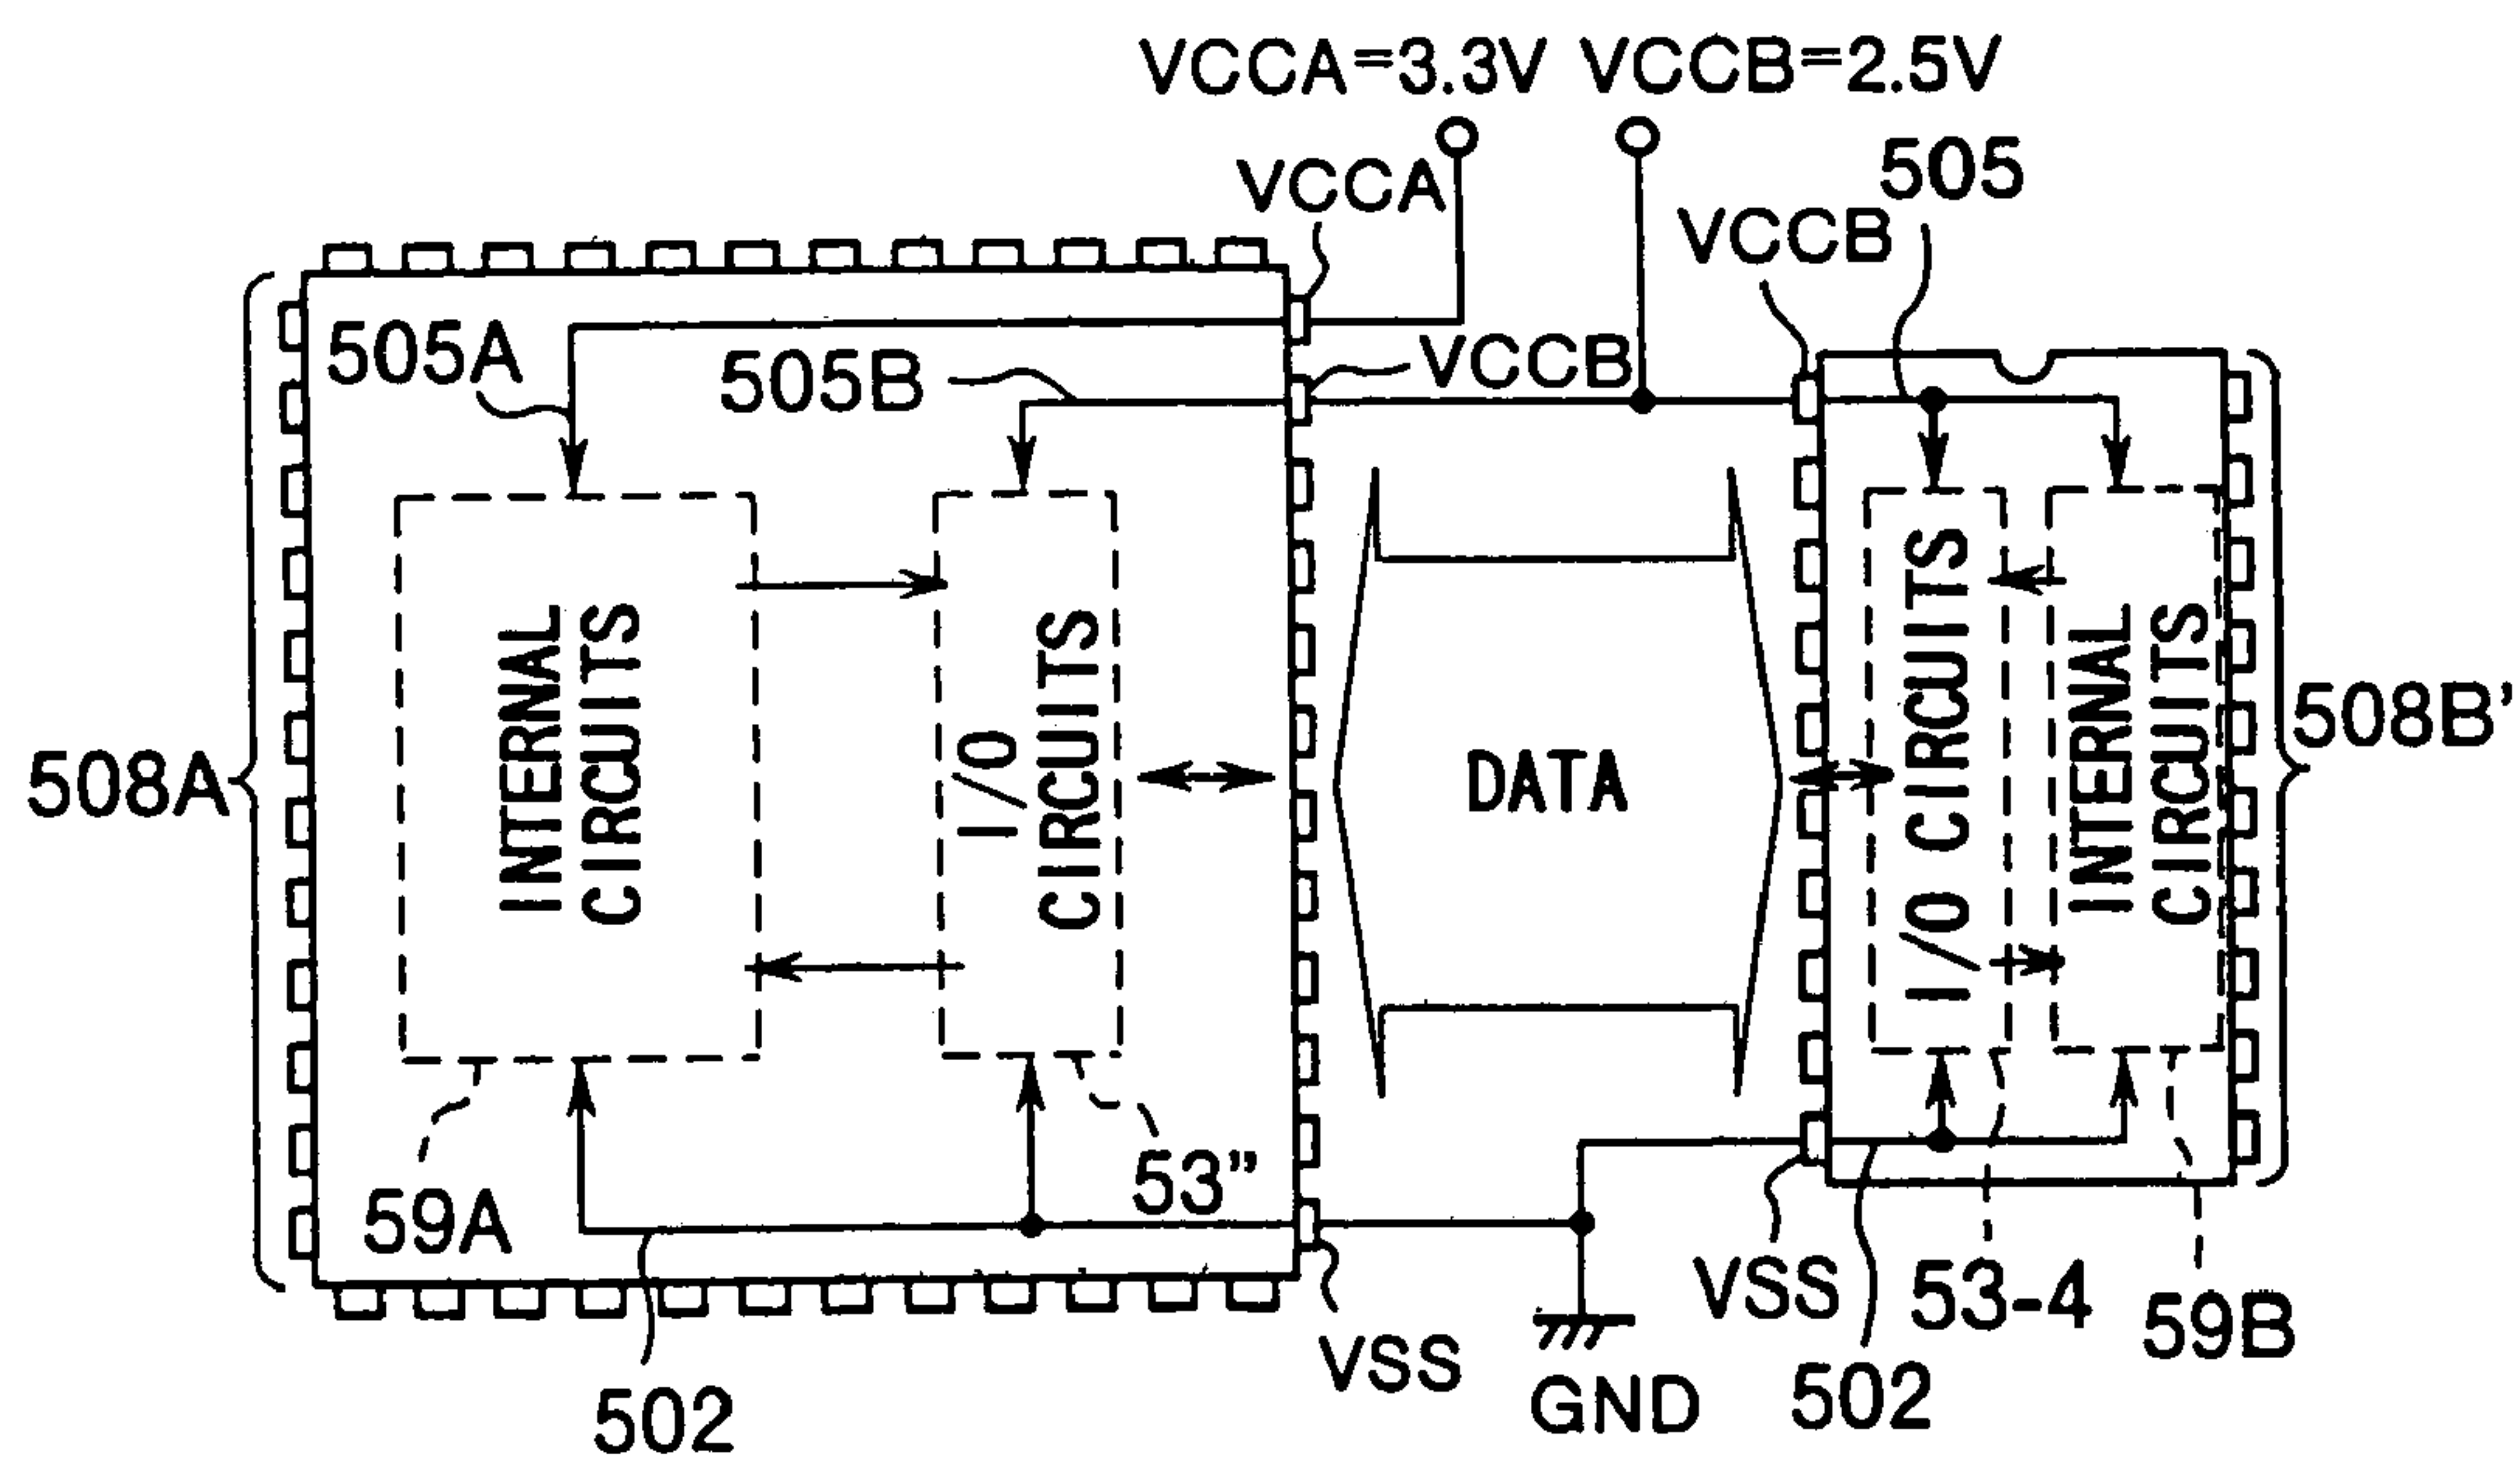 VCCA=3.3V VCCB=2.5V
505
VCCA
VCCB
505A
505B
VCCB
INTERNAL
CIRCUITS
I/O
CIRCUITS
DATA
I/O CIRCUITS
INTERNAL
CIRCUITS
508A
508B'
59A
53”
VSS
53-4
59B
VSS
502
GND
502